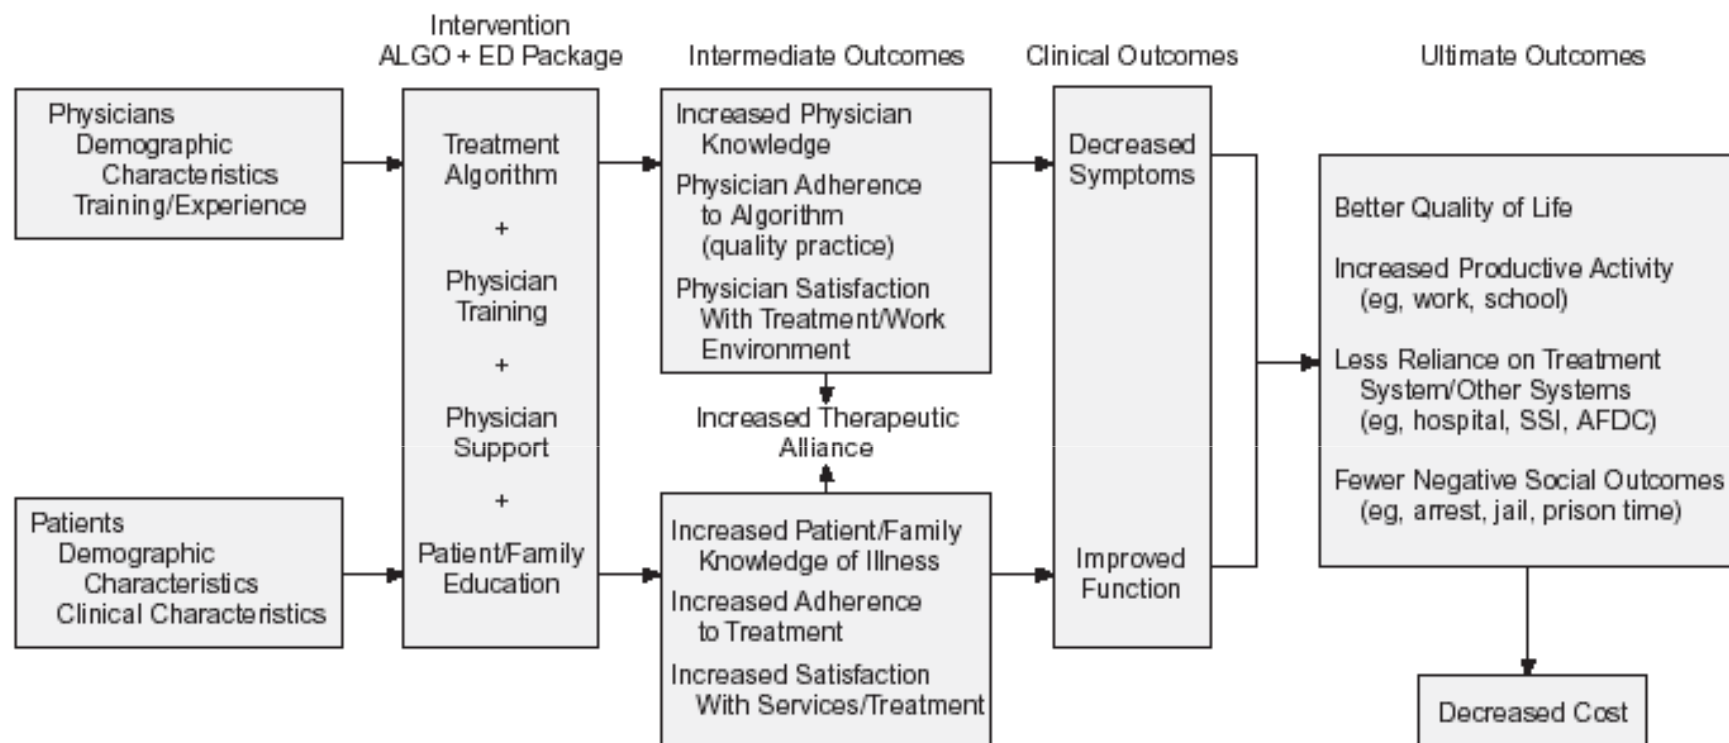 Intervention
ALGO + ED Package
Intermediate Outcomes
Clinical Outcomes
Ultimate Outcomes
Physicians
Demographic
Characteristics
Training/Experience
Patients
Demographic
Characteristics
Clinical Characteristics
Treatment
Algorithm
+
Physician
Training
+
Physician
Support
+
Patient/Family
Education
Increased Physician
Knowledge
Physician Adherence
to Algorithm
(quality practice)
Physician Satisfaction
With Treatment/Work
Environment
Increased Therapeutic
Alliance
Increased Patient/Family
Knowledge of Illness
Increased Adherence
to Treatment
Increased Satisfaction
With Services/Treatment
Decreased
Symptoms
Improved
Function
Better Quality of Life
Increased Productive Activity
(eg, work, school)
Less Reliance on Treatment
System/Other Systems
(eg, hospital, SSI, AFDC)
Fewer Negative Social Outcomes
(eg, arrest, jail, prison time)
Decreased Cost